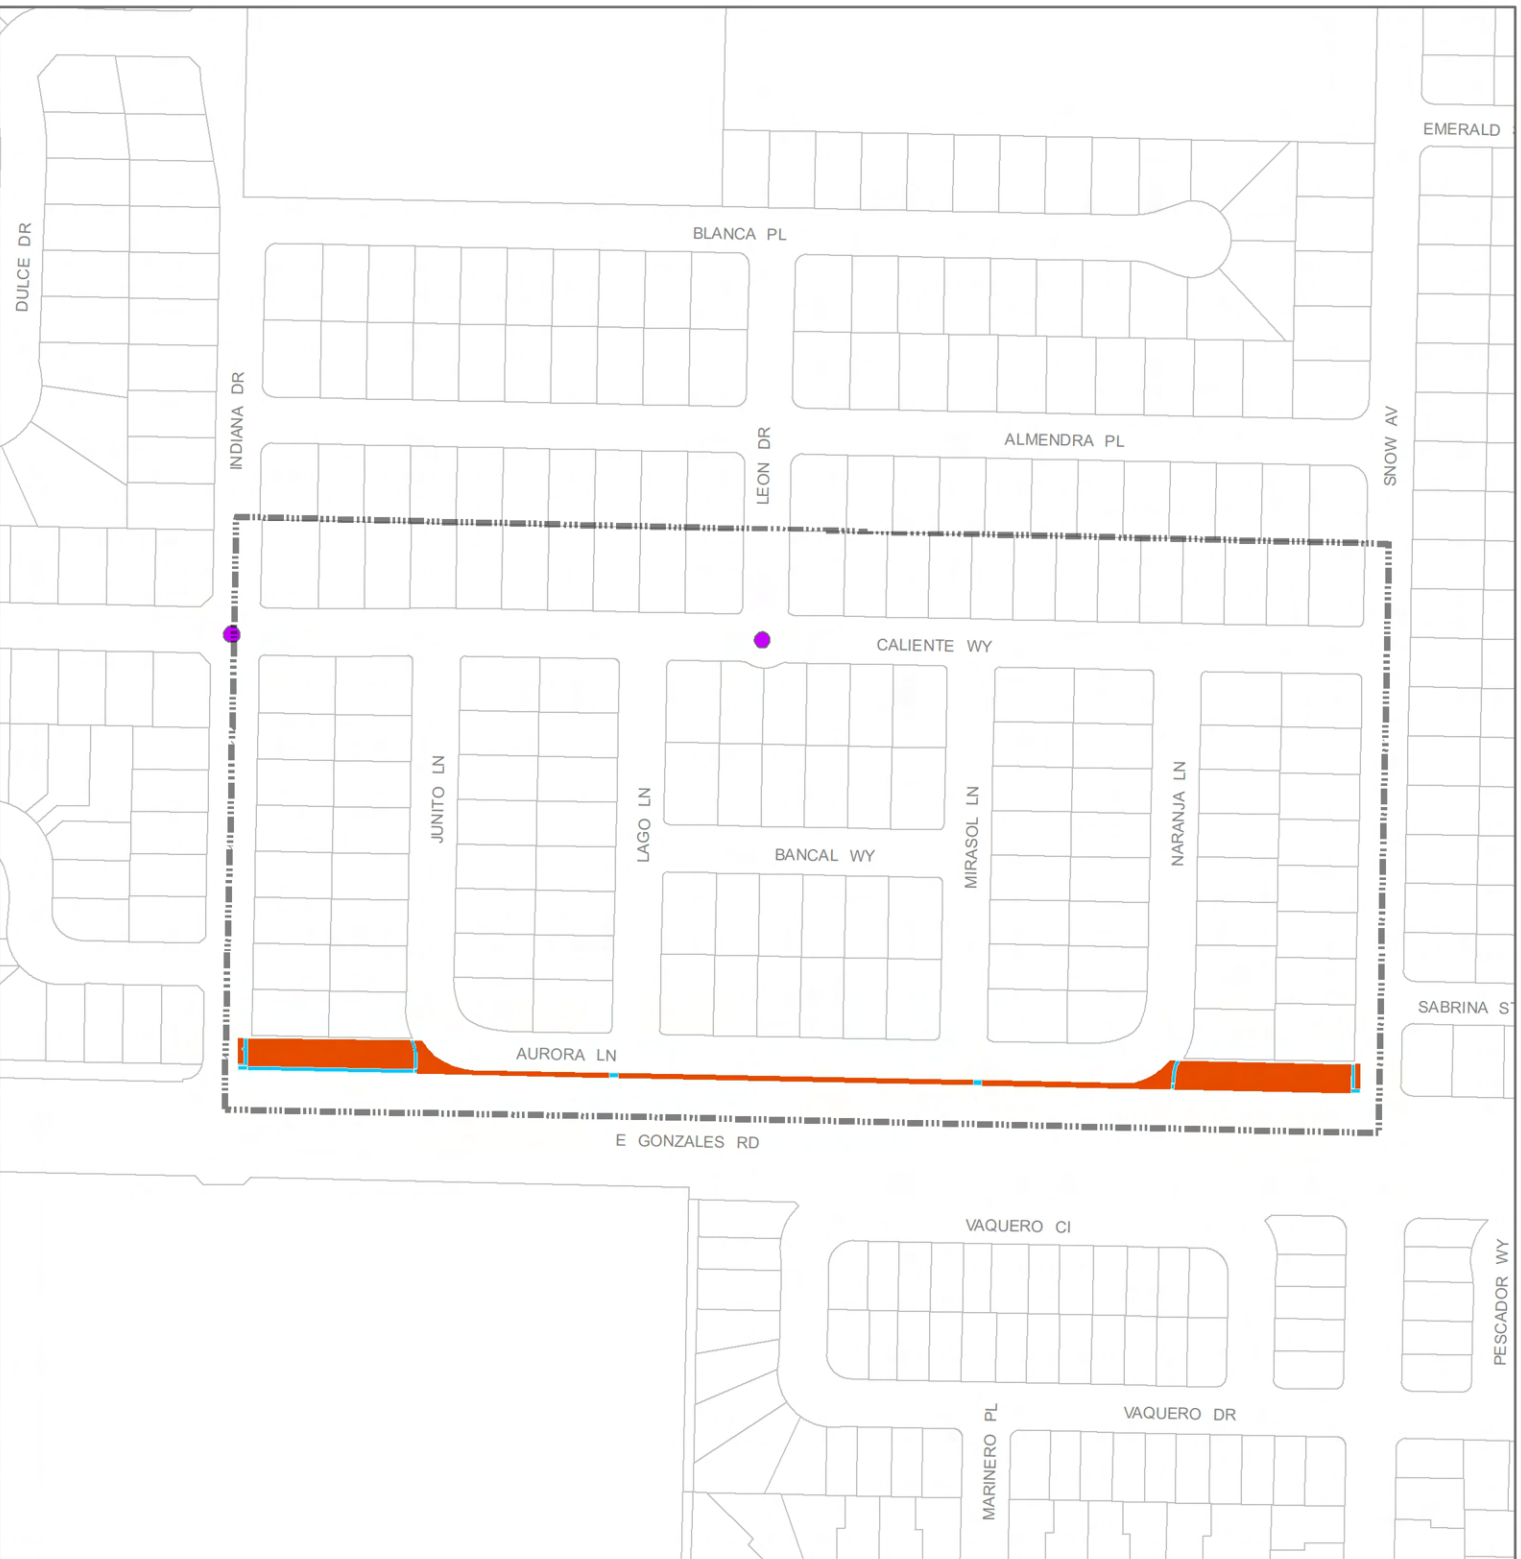 EMERALD
BLANCA PL
DULCE DR
INDIANA DR
LEON DR
ALMENDRA PL
SNOW AV
CALIENTE WY
JUNITO LN
LAGO LN
BANCAL WY
MIRASOL LN
NARANJA LN
SABRINA ST
AURORA LN
E GONZALES RD
VAQUERO CI
PESCADOR WY
VAQUERO DR
MARINERO PL